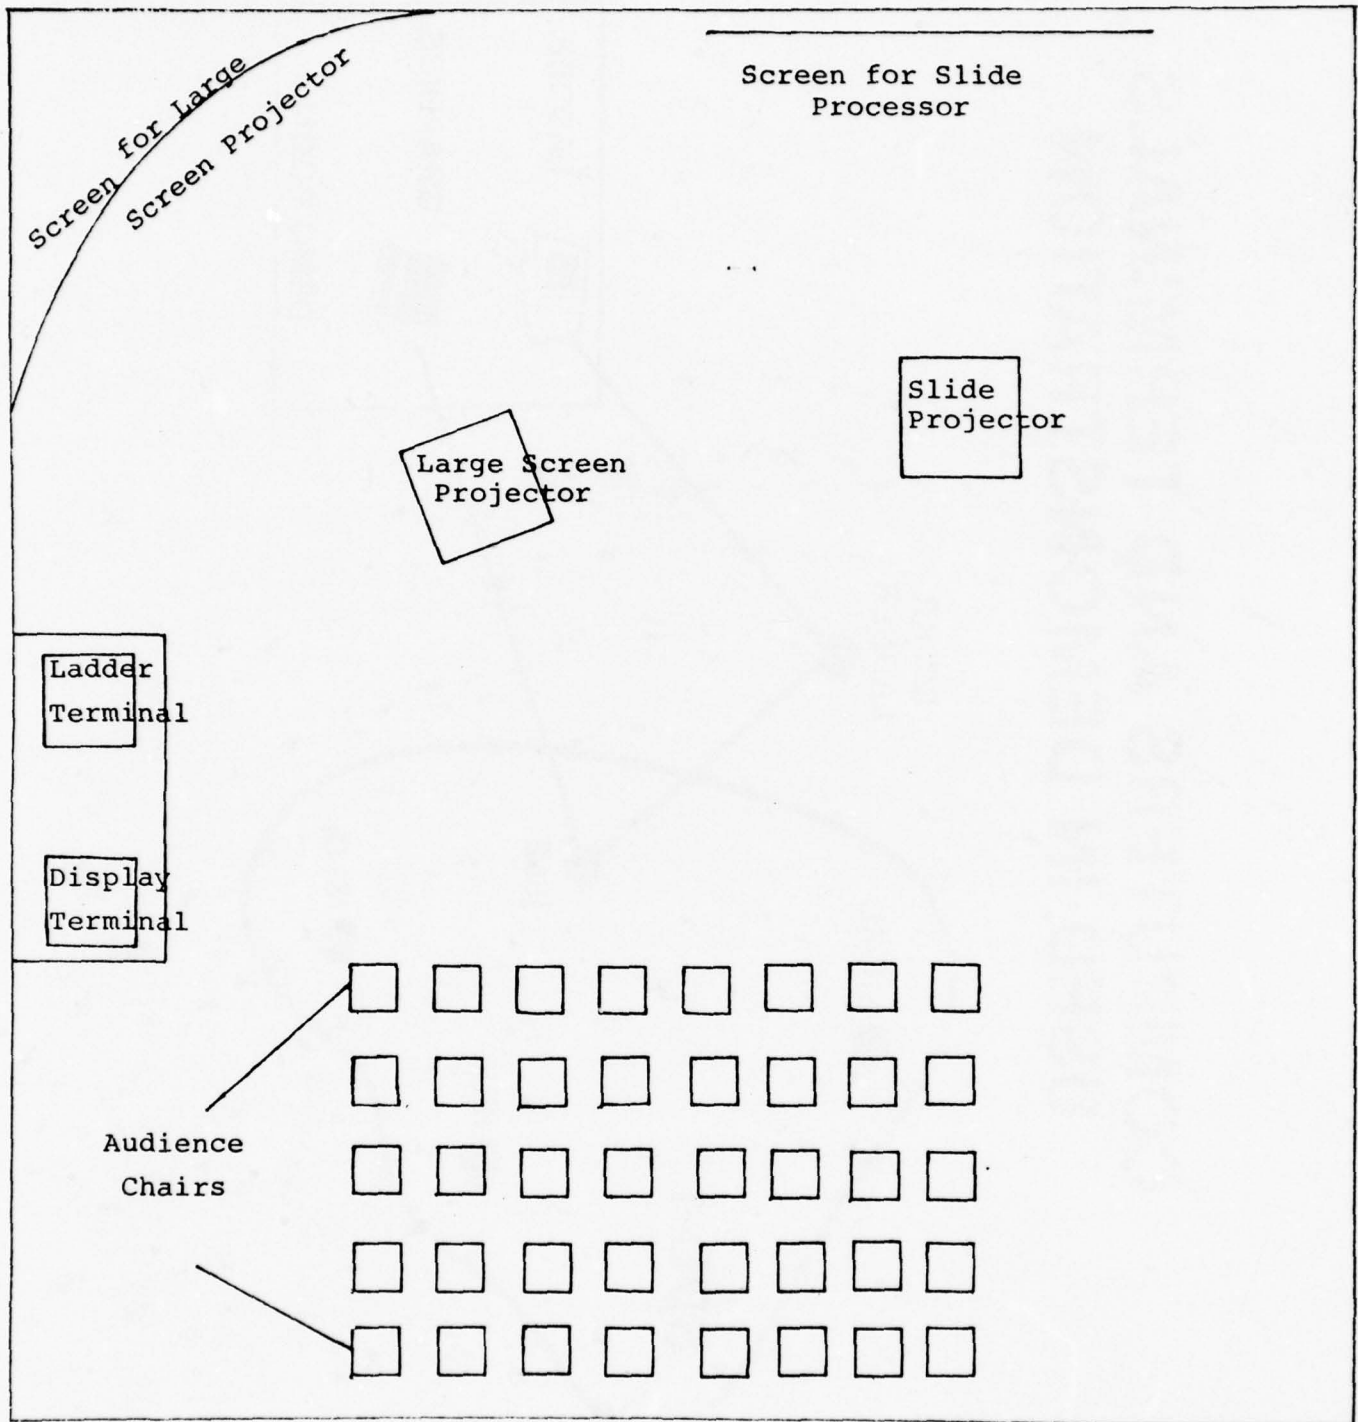 Screen for Large
Screen Projector
Screen for Slide
Processor
Slide
Projector
Large Screen
Projector
Ladder
Terminal
Display
Terminal
Audience
Chairs